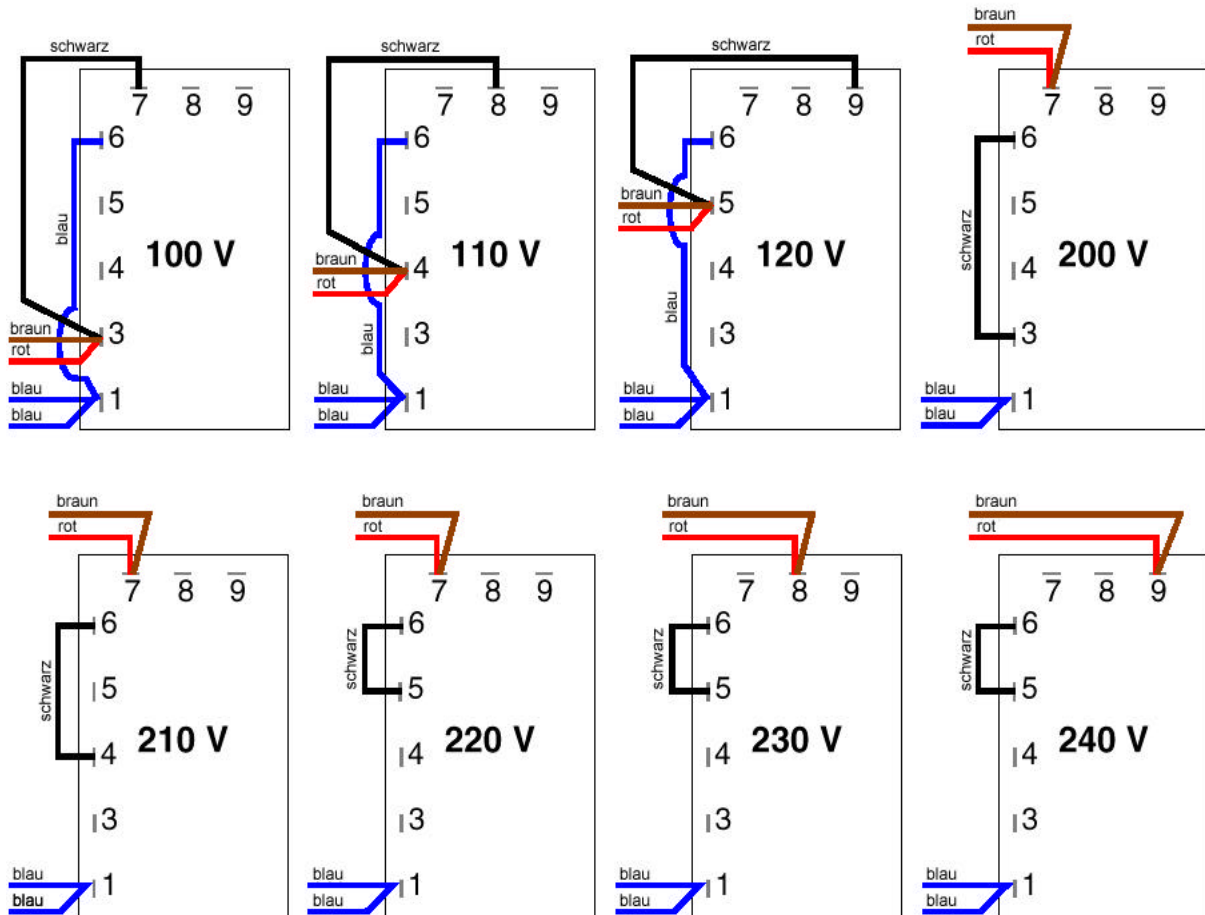 braun
rot
schwarz
7 8 9
6
5
blau
100 V
4
braun
3
rot
blau
1
blau
schwarz
7 8 9
6
5
110 V
braun
4
rot
3
blau
blau
1
blau
schwarz
7 8 9
6
braun
5
rot
120 V
4
blau
3
blau
1
blau
7 8 9
6
5
schwarz
200 V
4
3
blau
1
blau
braun
rot
7 8 9
6
schwarz
5
210 V
4
3
blau
1
blau
braun
rot
7 8 9
6
schwarz
5
220 V
4
3
blau
1
blau
braun
rot
7 8 9
6
schwarz
5
230 V
4
3
blau
1
blau
braun
rot
7 8 9
6
schwarz
5
240 V
4
3
blau
1
blau